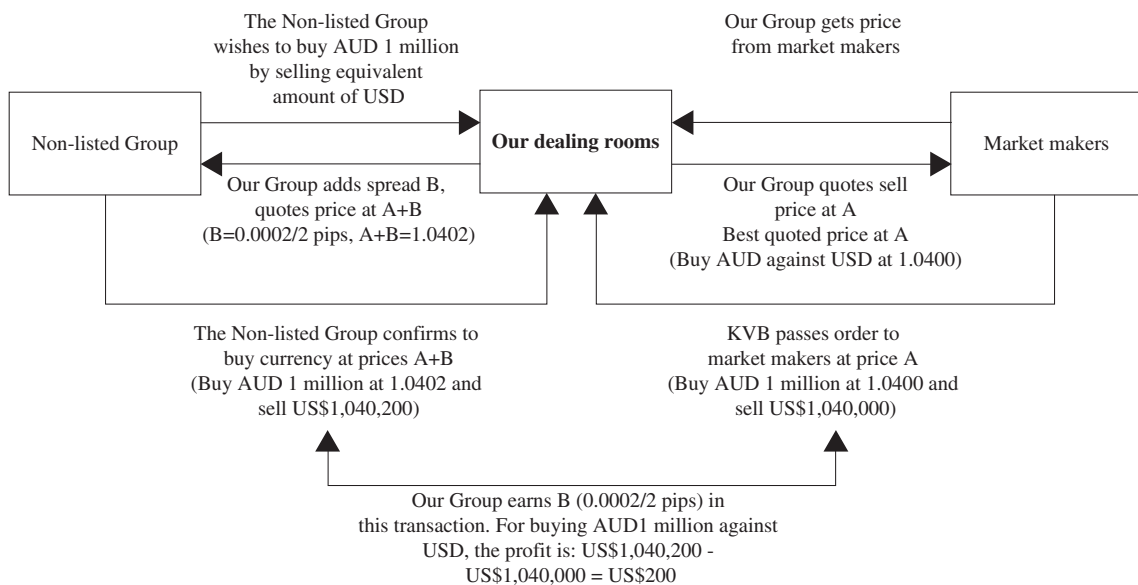 The Non-listed Group
wishes to buy AUD 1 million
by selling equivalent
amount of USD
Our Group gets price
from market makers
Non-listed Group
Our dealing rooms
Market makers
Our Group adds spread B,
quotes price at A+B
(B=0.0002/2 pips, A+B=1.0402)
Our Group quotes sell
price at A
Best quoted price at A
(Buy AUD against USD at 1.0400)
The Non-listed Group confirms to
buy currency at prices A+B
(Buy AUD 1 million at 1.0402 and
sell US$1,040,200)
KVB passes order to
market makers at price A
(Buy AUD 1 million at 1.0400 and
sell US$1,040,000)
Our Group earns B (0.0002/2 pips) in
this transaction. For buying AUD1 million against
USD, the profit is: US$1,040,200 -
US$1,040,000 = US$200